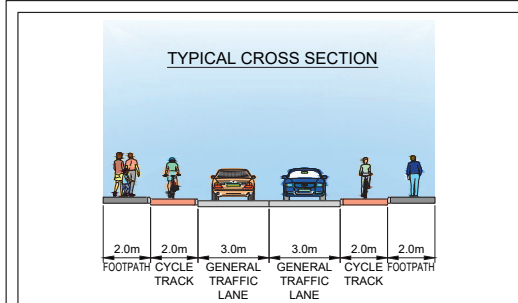 TYPICAL CROSS SECTION
2.0m 2.0m 3.0m 3.0m 2.0m 2.0m
FOOTPATH CYCLE GENERAL GENERAL CYCLE FOOTPATH
TRACK TRAFFIC TRAFFIC TRACK
LANE LANE